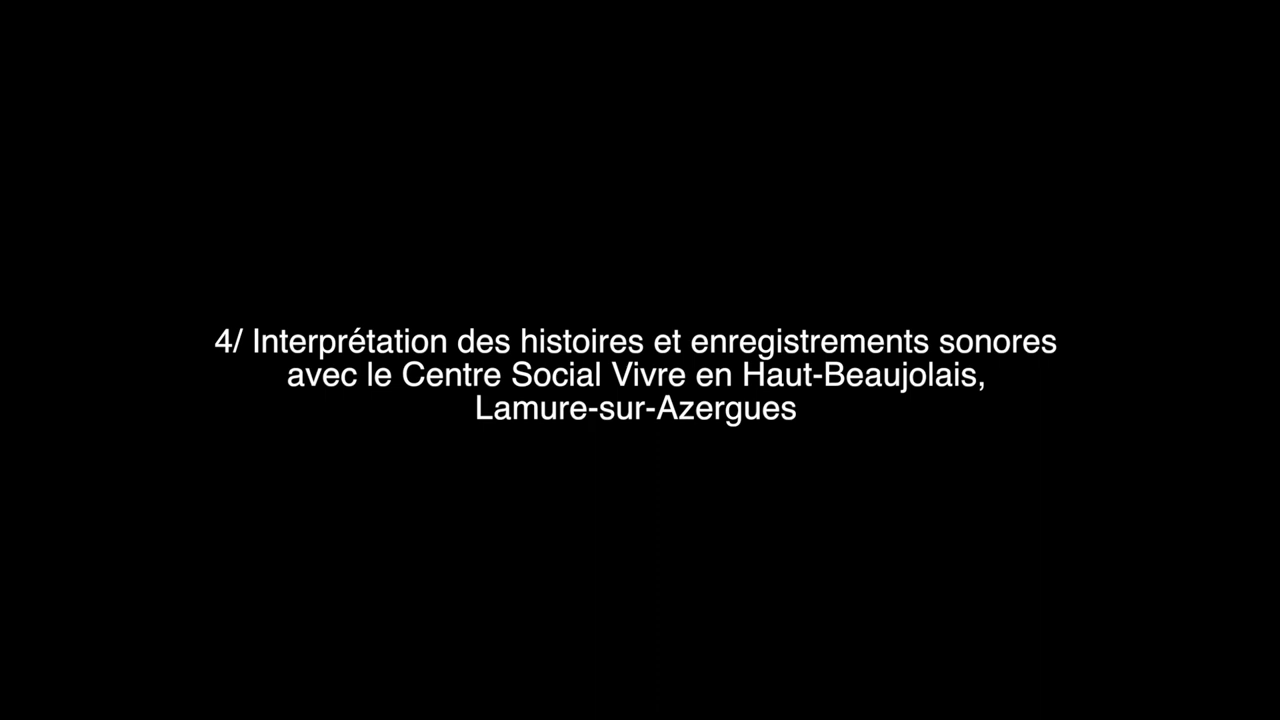 4/ Interprétation des histoires et enregistrements sonores
avec le Centre Social Vivre en Haut-Beaujolais,
Lamure-sur-Azergues